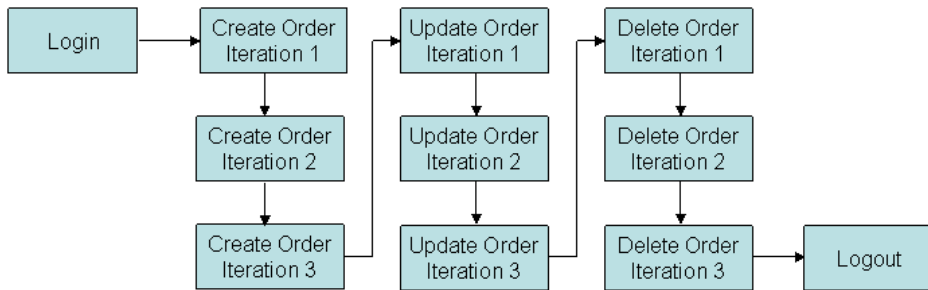 Login
Create Order
Iteration 1
Update Order
Iteration 1
Delete Order
Iteration 1
Create Order
Iteration 2
Update Order
Iteration 2
Delete Order
Iteration 2
Create Order
Iteration 3
Update Order
Iteration 3
Delete Order
Iteration 3
Logout